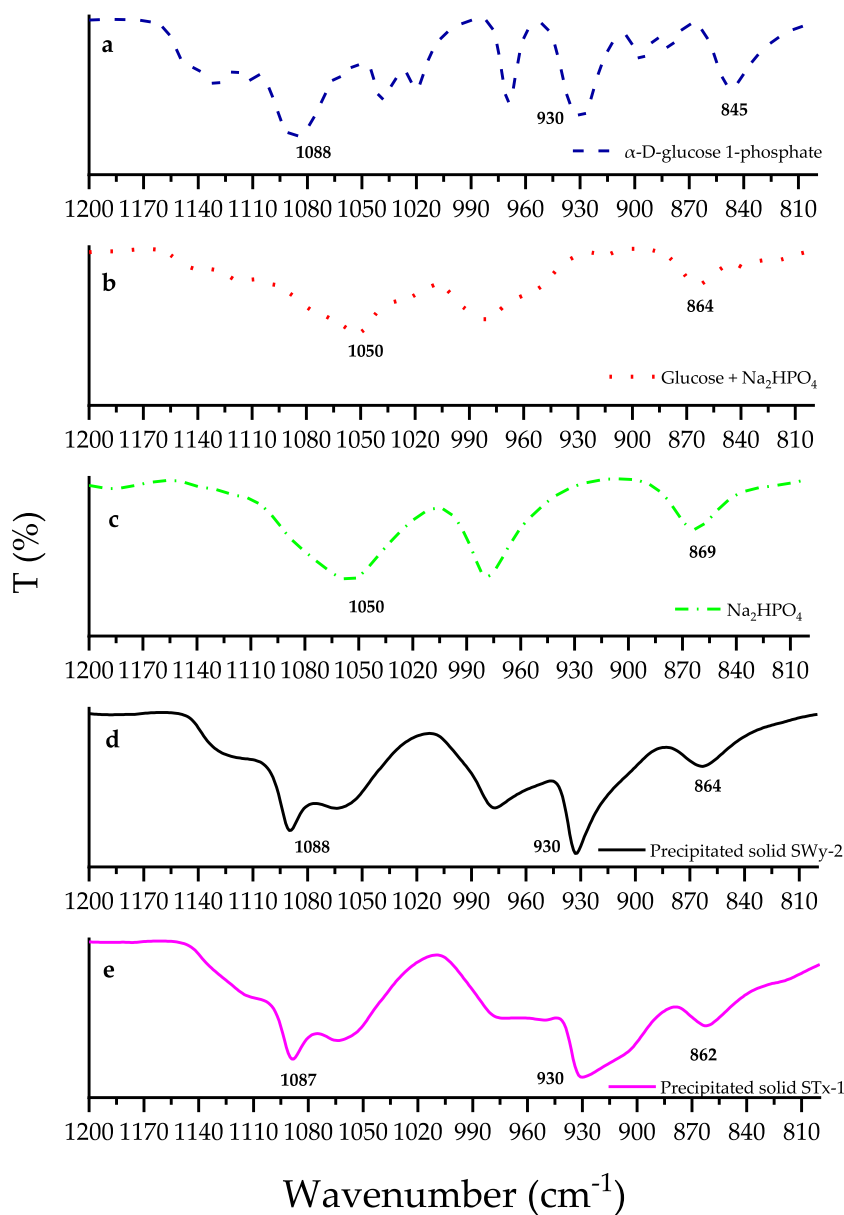 a
1088
930
845
α-D-glucose 1-phosphate
1200 1170 1140 1110 1080 1050 1020 990 960 930 900 870 840 810
b
1050
864
Glucose + Na₂HPO₄
1200 1170 1140 1110 1080 1050 1020 990 960 930 900 870 840 810
c
1050
869
Na₂HPO₄
1200 1170 1140 1110 1080 1050 1020 990 960 930 900 870 840 810
T (%)
d
1088
930
864
Precipitated solid SWy-2
1200 1170 1140 1110 1080 1050 1020 990 960 930 900 870 840 810
e
1087
930
862
Precipitated solid STx-1
1200 1170 1140 1110 1080 1050 1020 990 960 930 900 870 840 810
Wavenumber (cm⁻¹)